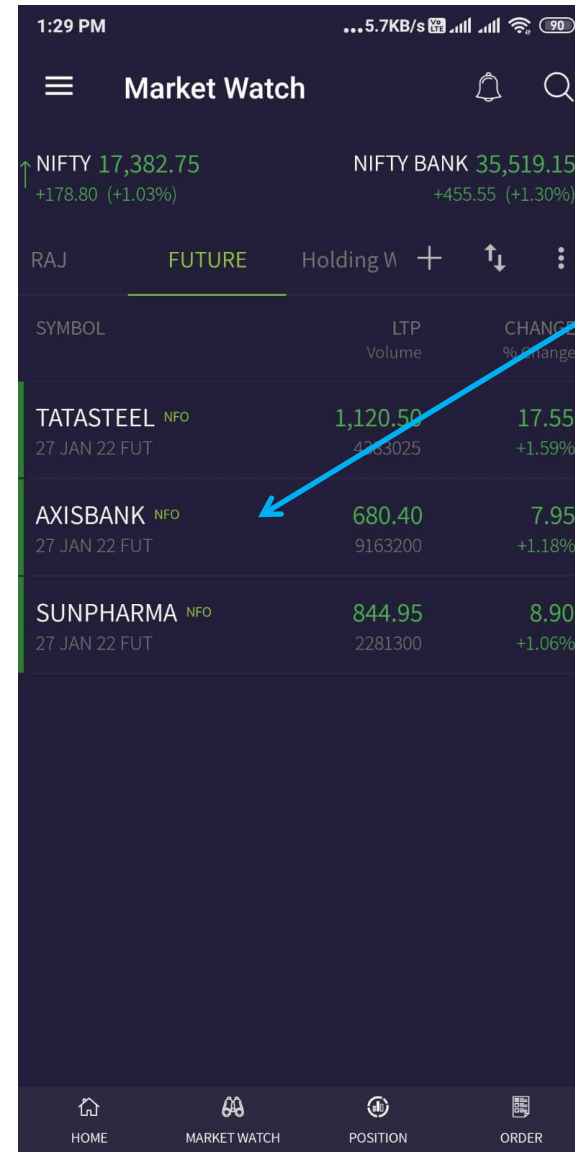 1:29 PM ...5.7KB/s Vo LTE 90
Market Watch
NIFTY 17,382.75 NIFTY BANK 35,519.15
+178.80 (+1.03%) +455.55 (+1.30%)
RAJ FUTURE Holding W
SYMBOL LTP CHANGE
Volume % Change
TATASTEEL NFO 1,120.50 17.55
27 JAN 22 FUT 4383025 +1.59%
AXISBANK NFO 680.40 7.95
27 JAN 22 FUT 9163200 +1.18%
SUNPHARMA NFO 844.95 8.90
27 JAN 22 FUT 2281300 +1.06%
HOME MARKET WATCH POSITION ORDER